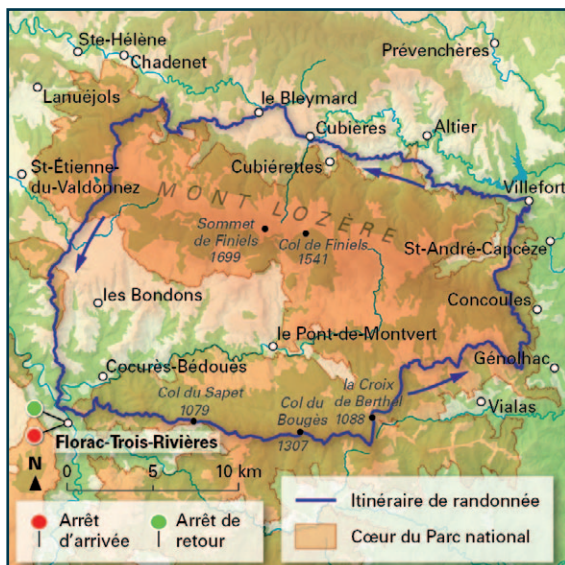 Ste-Hélène
Chadenet
Prévenchères
Lanuéjols
le Bleymard
Cubières
Altier
St-Étienne-
du-Valdonnez
Cubiérettes
Villefort
MONT LOZÈRE
Sommet
de Finiels
1699
Col de Finiels
1541
St-André-Capcèze
les Bondons
Concoules
le Pont-de-Montvert
Génolhac
Cocurès-Bédoues
Col du Sapet
1079
la Croix
de Berthel
1088
Col du
Bougès
1307
Vialas
Florac-Trois-Rivières
N
0 5 10 km
Arrêt
d'arrivée
Arrêt de
retour
Itinéraire de randonnée
Cœur du Parc national